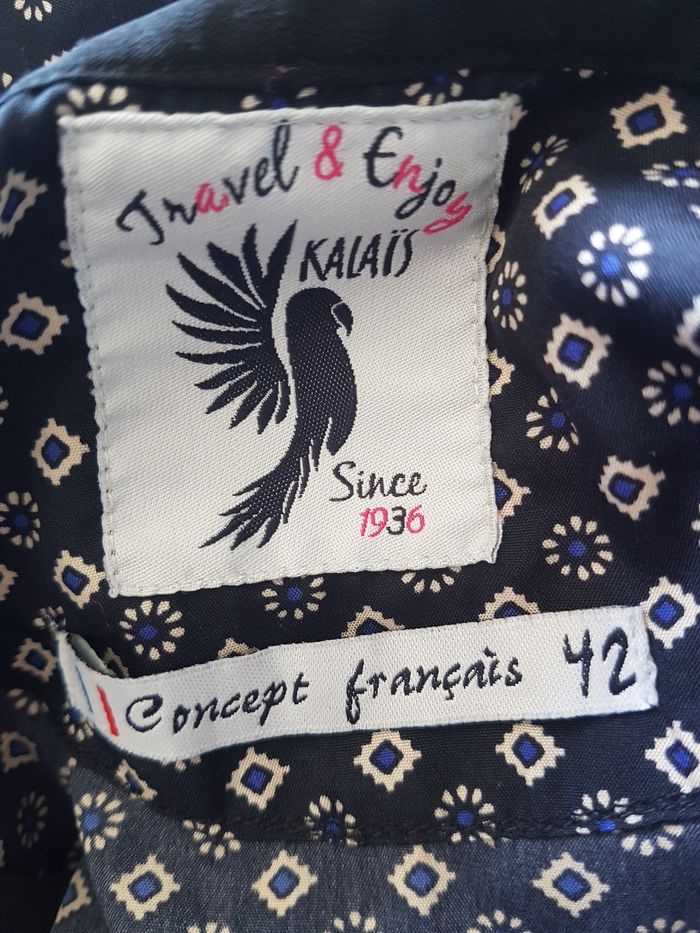 Travel & Enjoy
KALAÏS
Since
1936
Concept français 42